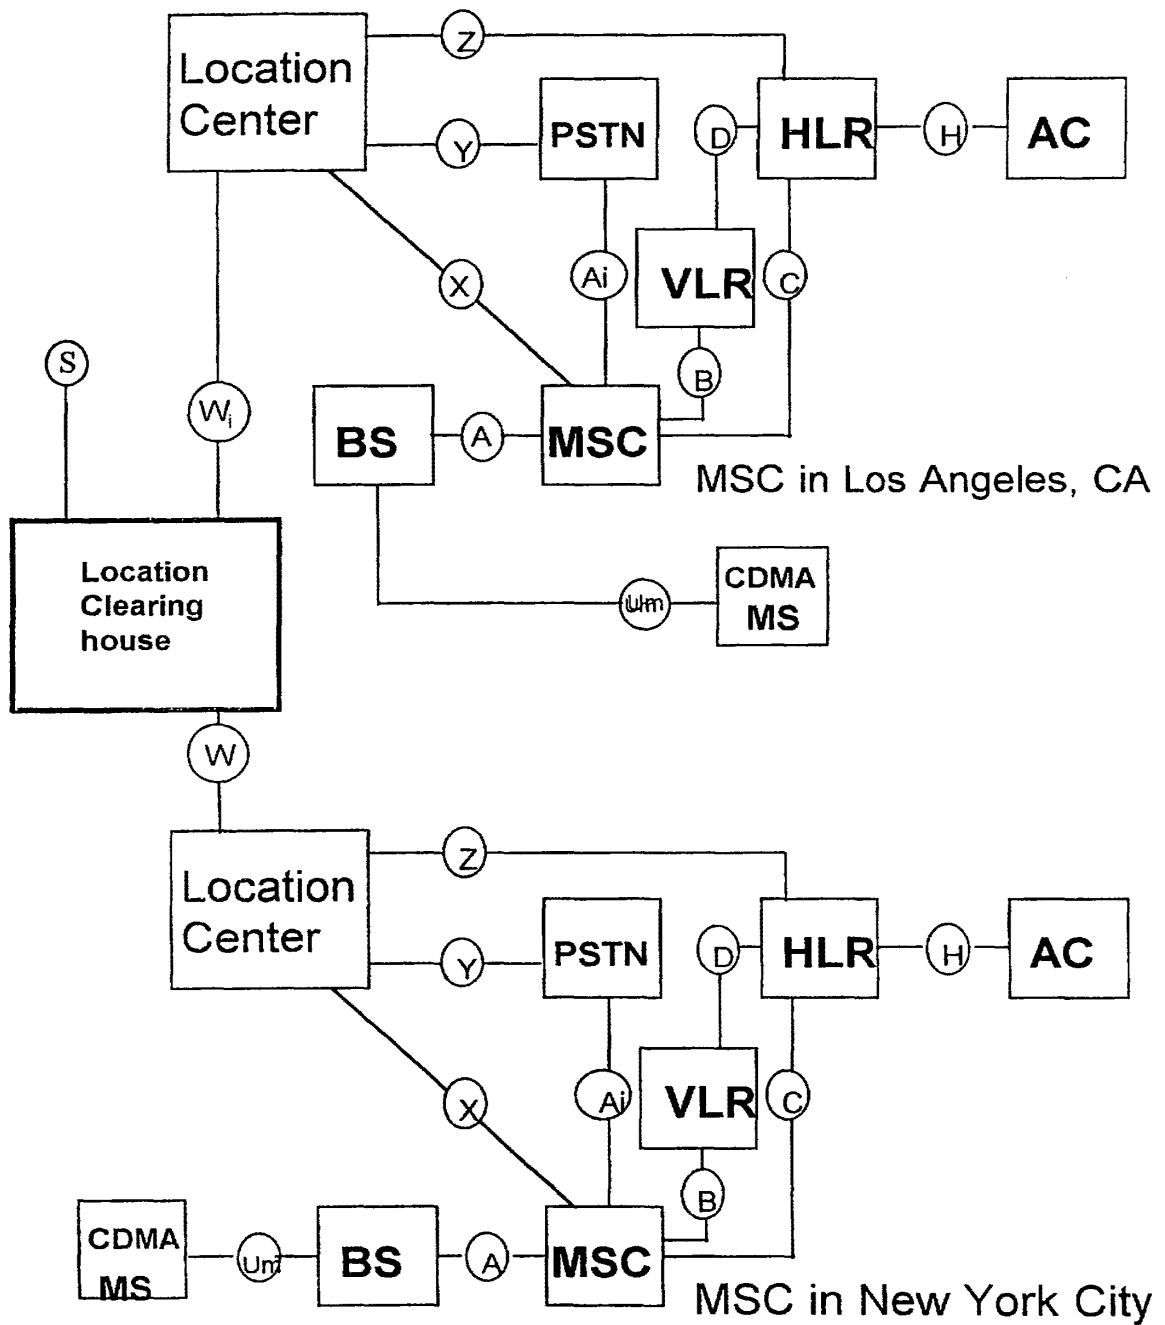 Z
Location
Center
PSTN
D
HLR
H
AC
Y
VLR
X
Ai
C
S
B
Wi
BS
A
MSC
MSC in Los Angeles, CA
Location
Clearing
house
Um
CDMA
MS
W
Z
Location
Center
PSTN
D
HLR
H
AC
Y
VLR
X
Ai
C
B
CDMA
MS
Um
BS
A
MSC
MSC in New York City